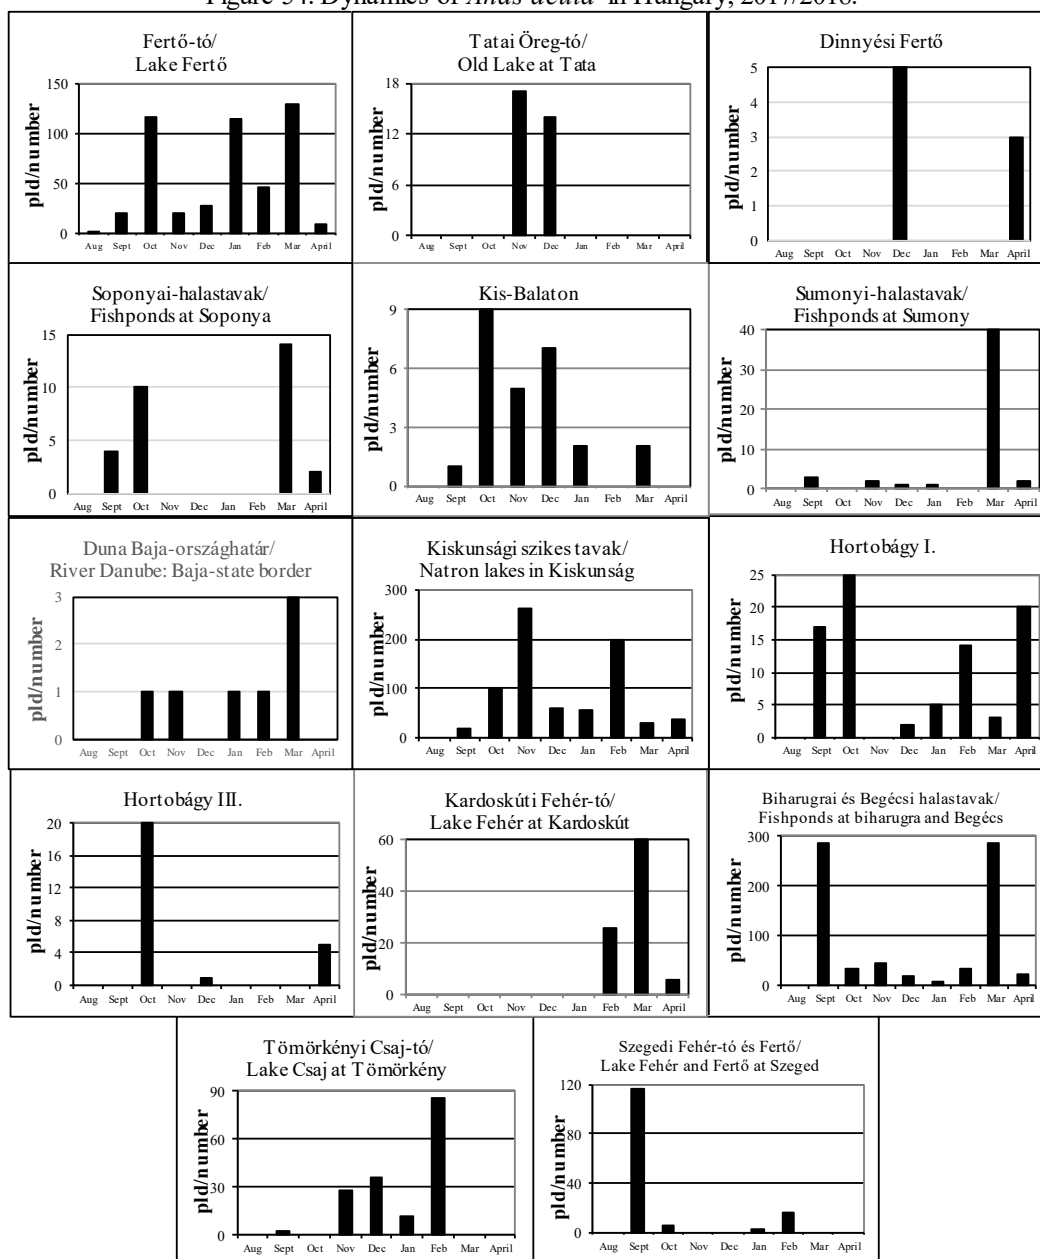 Figure 34. Dynamics of Anas acuta in Hungary, 2017/2018.
Fertő-tó/
Lake Fertő
pld/number
150
100
50
0
Aug Sept Oct Nov Dec Jan Feb Mar April
Tatai Öreg-tó/
Old Lake at Tata
pld/number
18
12
6
0
Aug Sept Oct Nov Dec Jan Feb Mar April
Dinnyési Fertő
pld/number
5
4
3
2
1
0
Aug Sept Oct Nov Dec Jan Feb Mar April
Soponyai-halastavak/
Fishponds at Soponya
pld/number
15
10
5
0
Aug Sept Oct Nov Dec Jan Feb Mar April
Kis-Balaton
pld/number
9
6
3
0
Aug Sept Oct Nov Dec Jan Feb Mar April
Sumonyi-halastavak/
Fishponds at Sumony
pld/number
40
30
20
10
0
Aug Sept Oct Nov Dec Jan Feb Mar April
Duna Baja-országhatár/
River Danube: Baja-state border
pld/number
3
2
1
0
Aug Sept Oct Nov Dec Jan Feb Mar April
Kiskunsági szikes tavak/
Natron lakes in Kiskunság
pld/number
300
200
100
0
Aug Sept Oct Nov Dec Jan Feb Mar April
Hortobágy I.
pld/number
25
20
15
10
5
0
Aug Sept Oct Nov Dec Jan Feb Mar April
Hortobágy III.
pld/number
20
16
12
8
4
0
Aug Sept Oct Nov Dec Jan Feb Mar April
Kardoskúti Fehér-tó/
Lake Fehér at Kardoskút
pld/number
60
40
20
0
Aug Sept Oct Nov Dec Jan Feb Mar April
Biharugrai és Begécsi halastavak/
Fishponds at biharugra and Begécs
pld/number
300
200
100
0
Aug Sept Oct Nov Dec Jan Feb Mar April
Tömörkényi Csaj-tó/
Lake Csaj at Tömörkény
pld/number
90
60
30
0
Aug Sept Oct Nov Dec Jan Feb Mar April
Szegedi Fehér-tó és Fertő/
Lake Fehér and Fertő at Szeged
pld/number
120
80
40
0
Aug Sept Oct Nov Dec Jan Feb Mar April